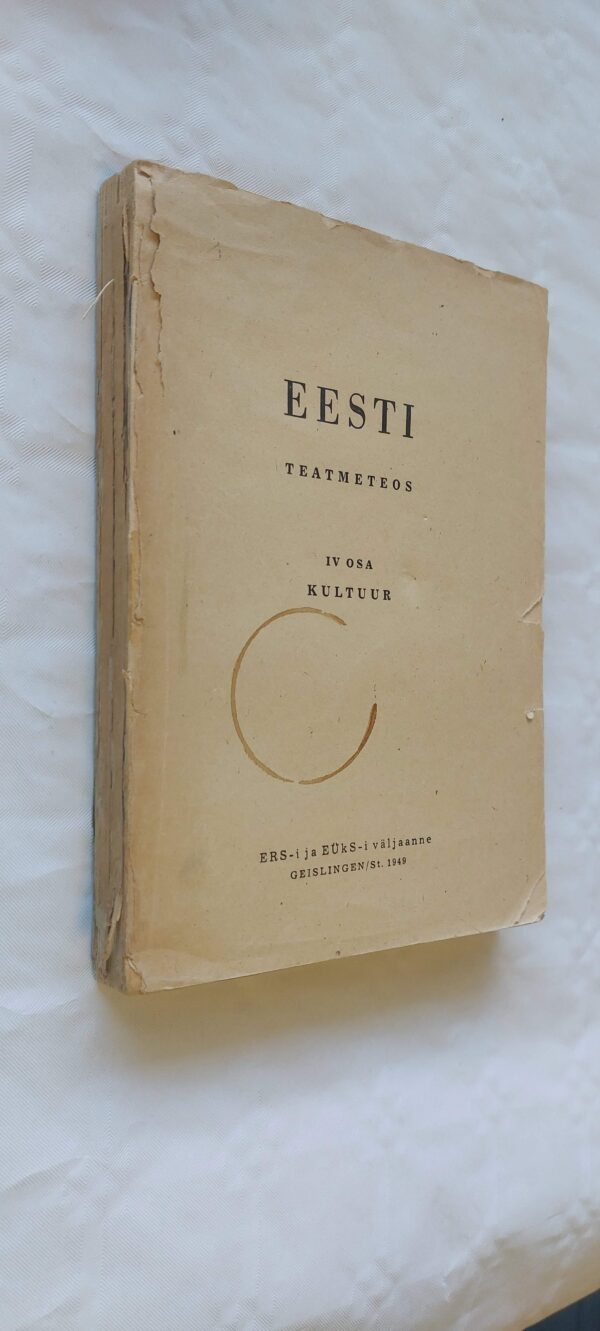 EESTI
TEATMETEOS
IV OSA
KULTUUR
ERS-i ja EÜkS-i väljaanne
GEISLINGEN/St. 1949